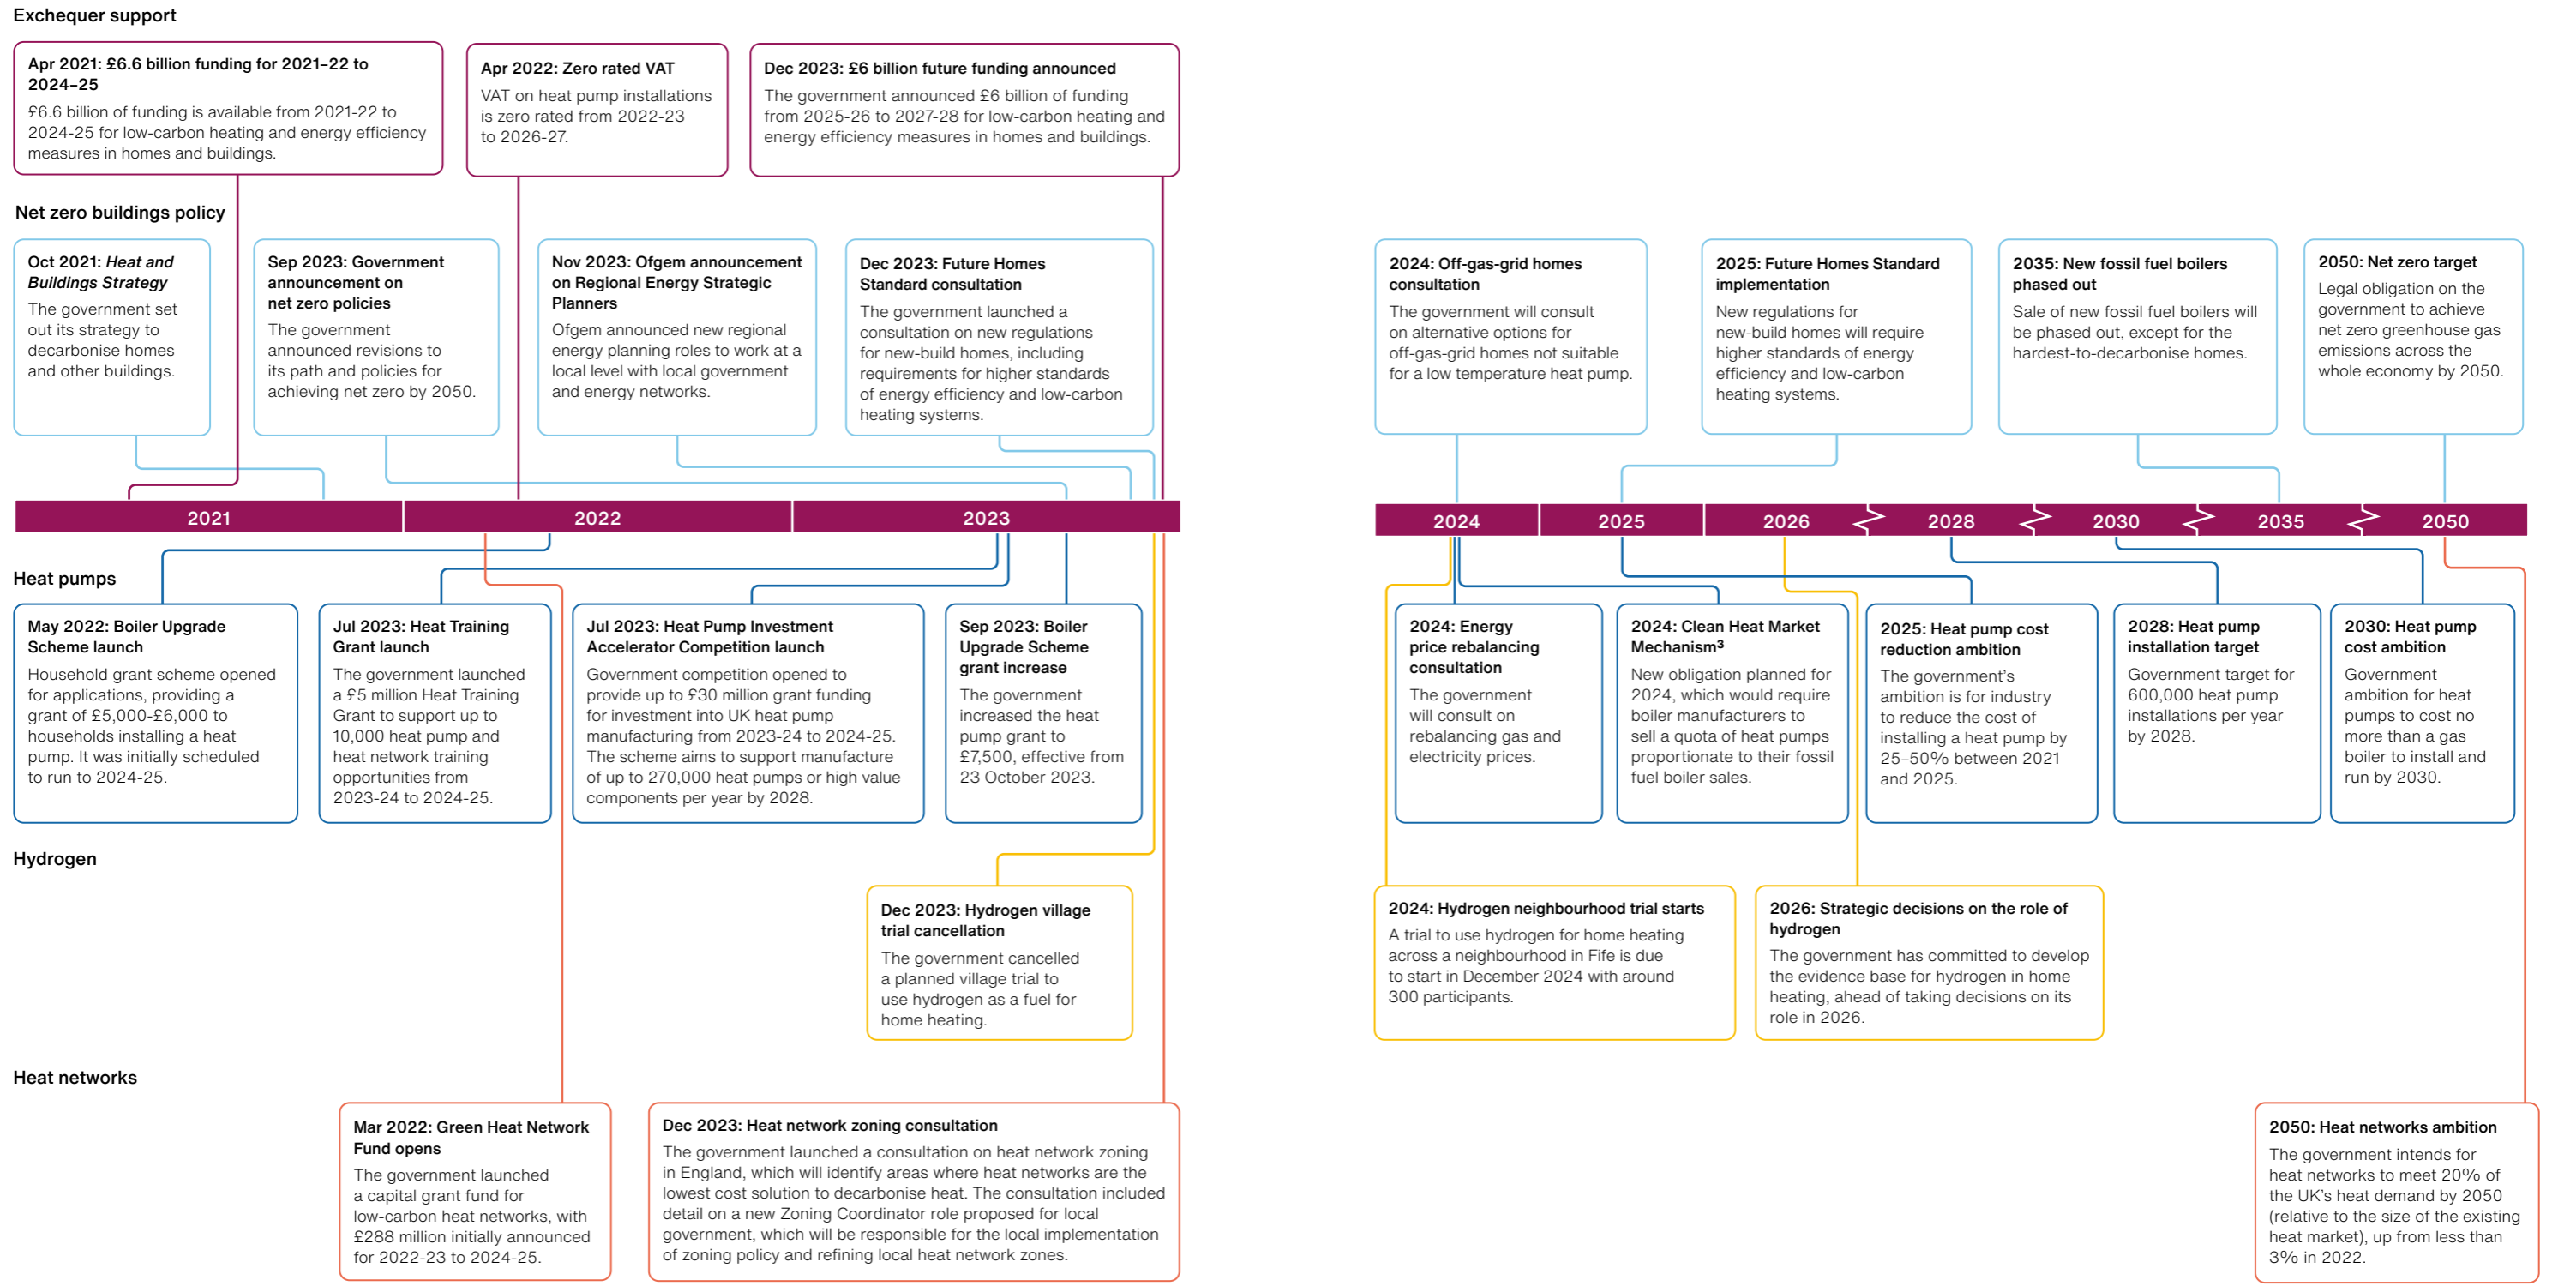 Exchequer support
Apr 2021: £6.6 billion funding for 2021–22 to
2024–25
£6.6 billion of funding is available from 2021-22 to
2024-25 for low-carbon heating and energy efficiency
measures in homes and buildings.
Apr 2022: Zero rated VAT
VAT on heat pump installations
is zero rated from 2022-23
to 2026-27.
Dec 2023: £6 billion future funding announced
The government announced £6 billion of funding
from 2025-26 to 2027-28 for low-carbon heating and
energy efficiency measures in homes and buildings.
Net zero buildings policy
Oct 2021: Heat and
Buildings Strategy
The government set
out its strategy to
decarbonise homes
and other buildings.
Sep 2023: Government
announcement on
net zero policies
The government
announced revisions to
its path and policies for
achieving net zero by 2050.
Nov 2023: Ofgem announcement
on Regional Energy Strategic
Planners
Ofgem announced new regional
energy planning roles to work at a
local level with local government
and energy networks.
Dec 2023: Future Homes
Standard consultation
The government launched a
consultation on new regulations
for new-build homes, including
requirements for higher standards
of energy efficiency and low-carbon
heating systems.
2024: Off-gas-grid homes
consultation
The government will consult
on alternative options for
off-gas-grid homes not suitable
for a low temperature heat pump.
2025: Future Homes Standard
implementation
New regulations for
new-build homes will require
higher standards of energy
efficiency and low-carbon
heating systems.
2035: New fossil fuel boilers
phased out
Sale of new fossil fuel boilers will
be phased out, except for the
hardest-to-decarbonise homes.
2050: Net zero target
Legal obligation on the
government to achieve
net zero greenhouse gas
emissions across the
whole economy by 2050.
2021
2022
2023
2024
2025
2026
2028
2030
2035
2050
Heat pumps
May 2022: Boiler Upgrade
Scheme launch
Household grant scheme opened
for applications, providing a
grant of £5,000-£6,000 to
households installing a heat
pump. It was initially scheduled
to run to 2024-25.
Jul 2023: Heat Training
Grant launch
The government launched
a £5 million Heat Training
Grant to support up to
10,000 heat pump and
heat network training
opportunities from
2023-24 to 2024-25.
Jul 2023: Heat Pump Investment
Accelerator Competition launch
Government competition opened to
provide up to £30 million grant funding
for investment into UK heat pump
manufacturing from 2023-24 to 2024-25.
The scheme aims to support manufacture
of up to 270,000 heat pumps or high value
components per year by 2028.
Sep 2023: Boiler
Upgrade Scheme
grant increase
The government
increased the heat
pump grant to
£7,500, effective from
23 October 2023.
2024: Energy
price rebalancing
consultation
The government
will consult on
rebalancing gas and
electricity prices.
2024: Clean Heat Market
Mechanism³
New obligation planned for
2024, which would require
boiler manufacturers to
sell a quota of heat pumps
proportionate to their fossil
fuel boiler sales.
2025: Heat pump cost
reduction ambition
The government's
ambition is for industry
to reduce the cost of
installing a heat pump by
25–50% between 2021
and 2025.
2028: Heat pump
installation target
Government target for
600,000 heat pump
installations per year
by 2028.
2030: Heat pump
cost ambition
Government
ambition for heat
pumps to cost no
more than a gas
boiler to install and
run by 2030.
Hydrogen
Dec 2023: Hydrogen village
trial cancellation
The government cancelled
a planned village trial to
use hydrogen as a fuel for
home heating.
2024: Hydrogen neighbourhood trial starts
A trial to use hydrogen for home heating
across a neighbourhood in Fife is due
to start in December 2024 with around
300 participants.
2026: Strategic decisions on the role of
hydrogen
The government has committed to develop
the evidence base for hydrogen in home
heating, ahead of taking decisions on its
role in 2026.
Heat networks
Mar 2022: Green Heat Network
Fund opens
The government launched
a capital grant fund for
low-carbon heat networks, with
£288 million initially announced
for 2022-23 to 2024-25.
Dec 2023: Heat network zoning consultation
The government launched a consultation on heat network zoning
in England, which will identify areas where heat networks are the
lowest cost solution to decarbonise heat. The consultation included
detail on a new Zoning Coordinator role proposed for local
government, which will be responsible for the local implementation
of zoning policy and refining local heat network zones.
2050: Heat networks ambition
The government intends for
heat networks to meet 20% of
the UK's heat demand by 2050
(relative to the size of the existing
heat market), up from less than
3% in 2022.